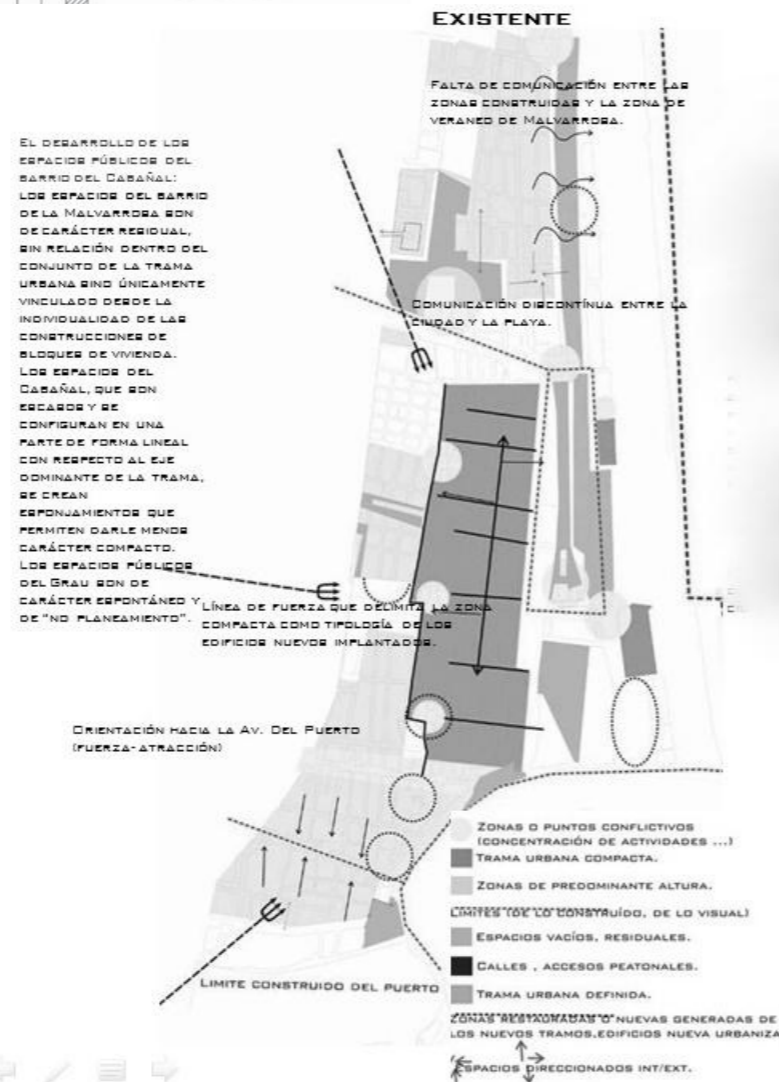 EXISTENTE
FALTA DE COMUNICACIÓN ENTRE LAS
ZONAS CONSTRUIDAS Y LA ZONA DE
VERANEO DE MALVARROSA.
EL DESARROLLO DE LOS
ESPACIOS PÚBLICOS DEL
BARRIO DEL CABAÑAL:
LOS ESPACIOS DEL BARRIO
DE LA MALVARROSA SON
DE CARÁCTER RESIDUAL,
SIN RELACIÓN DENTRO DEL
CONJUNTO DE LA TRAMA
URBANA SINO ÚNICAMENTE
VINCULADO DESDE LA
INDIVIDUALIDAD DE LAS
CONSTRUCCIONES DE
BLOQUES DE VIVIENDA.
LOS ESPACIOS DEL
CABAÑAL, QUE SON
ESCASOS Y SE
CONFIGURAN EN UNA
PARTE DE FORMA LINEAL
CON RESPECTO AL EJE
DOMINANTE DE LA TRAMA,
SE CREAN
ESPONJAMIENTOS QUE
PERMITEN DARLE MENOS
CARÁCTER COMPACTO.
LOS ESPACIOS PÚBLICOS
DEL GRAU SON DE
CARÁCTER ESPONTÁNEO Y
DE "NO PLANEAMIENTO".
COMUNICACIÓN DISCONTÍNUA ENTRE LA
CIUDAD Y LA PLAYA.
LÍNEA DE FUERZA QUE DELIMITA LA ZONA
COMPACTA COMO TIPOLOGÍA DE LOS
EDIFICIOS NUEVOS IMPLANTADOS.
ORIENTACIÓN HACIA LA AV. DEL PUERTO
(FUERZA-ATRACCIÓN)
LIMITE CONSTRUIDO DEL PUERTO
ZONAS O PUNTOS CONFLICTIVOS
(CONCENTRACIÓN DE ACTIVIDADES ...)
TRAMA URBANA COMPACTA.
ZONAS DE PREDOMINANTE ALTURA.
LIMITES (DE LO CONSTRUÍDO, DE LO VISUAL)
ESPACIOS VACÍOS, RESIDUALES.
CALLES , ACCESOS PEATONALES.
TRAMA URBANA DEFINIDA.
ZONAS RESTAURADAS O NUEVAS GENERADAS DE
LOS NUEVOS TRAMOS,EDIFICIOS NUEVA URBANIZA
ESPACIOS DIRECCIONADOS INT/EXT.